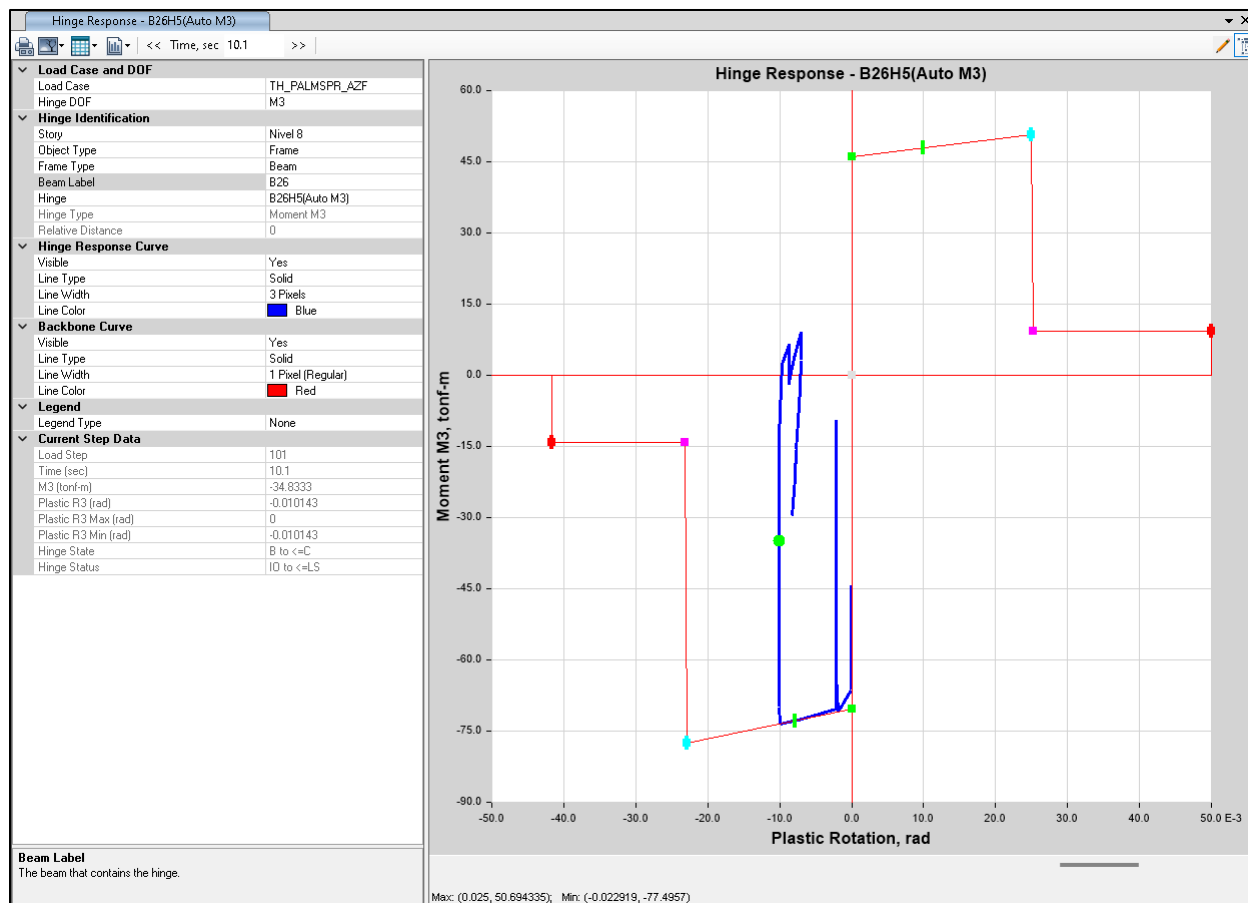 Hinge Response - B26H5(Auto M3)
<< Time, sec 10.1 >>
Load Case and DOF
Load Case TH_PALMSPR_AZF
Hinge DOF M3
Hinge Identification
Story Nivel 8
Object Type Frame
Frame Type Beam
Beam Label B26
Hinge B26H5(Auto M3)
Hinge Type Moment M3
Relative Distance 0
Hinge Response Curve
Visible Yes
Line Type Solid
Line Width 3 Pixels
Line Color Blue
Backbone Curve
Visible Yes
Line Type Solid
Line Width 1 Pixel (Regular)
Line Color Red
Legend
Legend Type None
Current Step Data
Load Step 101
Time (sec) 10.1
M3 (tonf-m) -34.8333
Plastic R3 (rad) -0.010143
Plastic R3 Max (rad) 0
Plastic R3 Min (rad) -0.010143
Hinge State B to <=C
Hinge Status IO to <=LS
Beam Label
The beam that contains the hinge.
Hinge Response - B26H5(Auto M3)
60.0
45.0
30.0
15.0
0.0
-15.0
-30.0
-45.0
-60.0
-75.0
-90.0
Moment M3, tonf-m
-50.0 -40.0 -30.0 -20.0 -10.0 0.0 10.0 20.0 30.0 40.0 50.0 E-3
Plastic Rotation, rad
Max: (0.025, 50.694335); Min: (-0.022919, -77.4957)